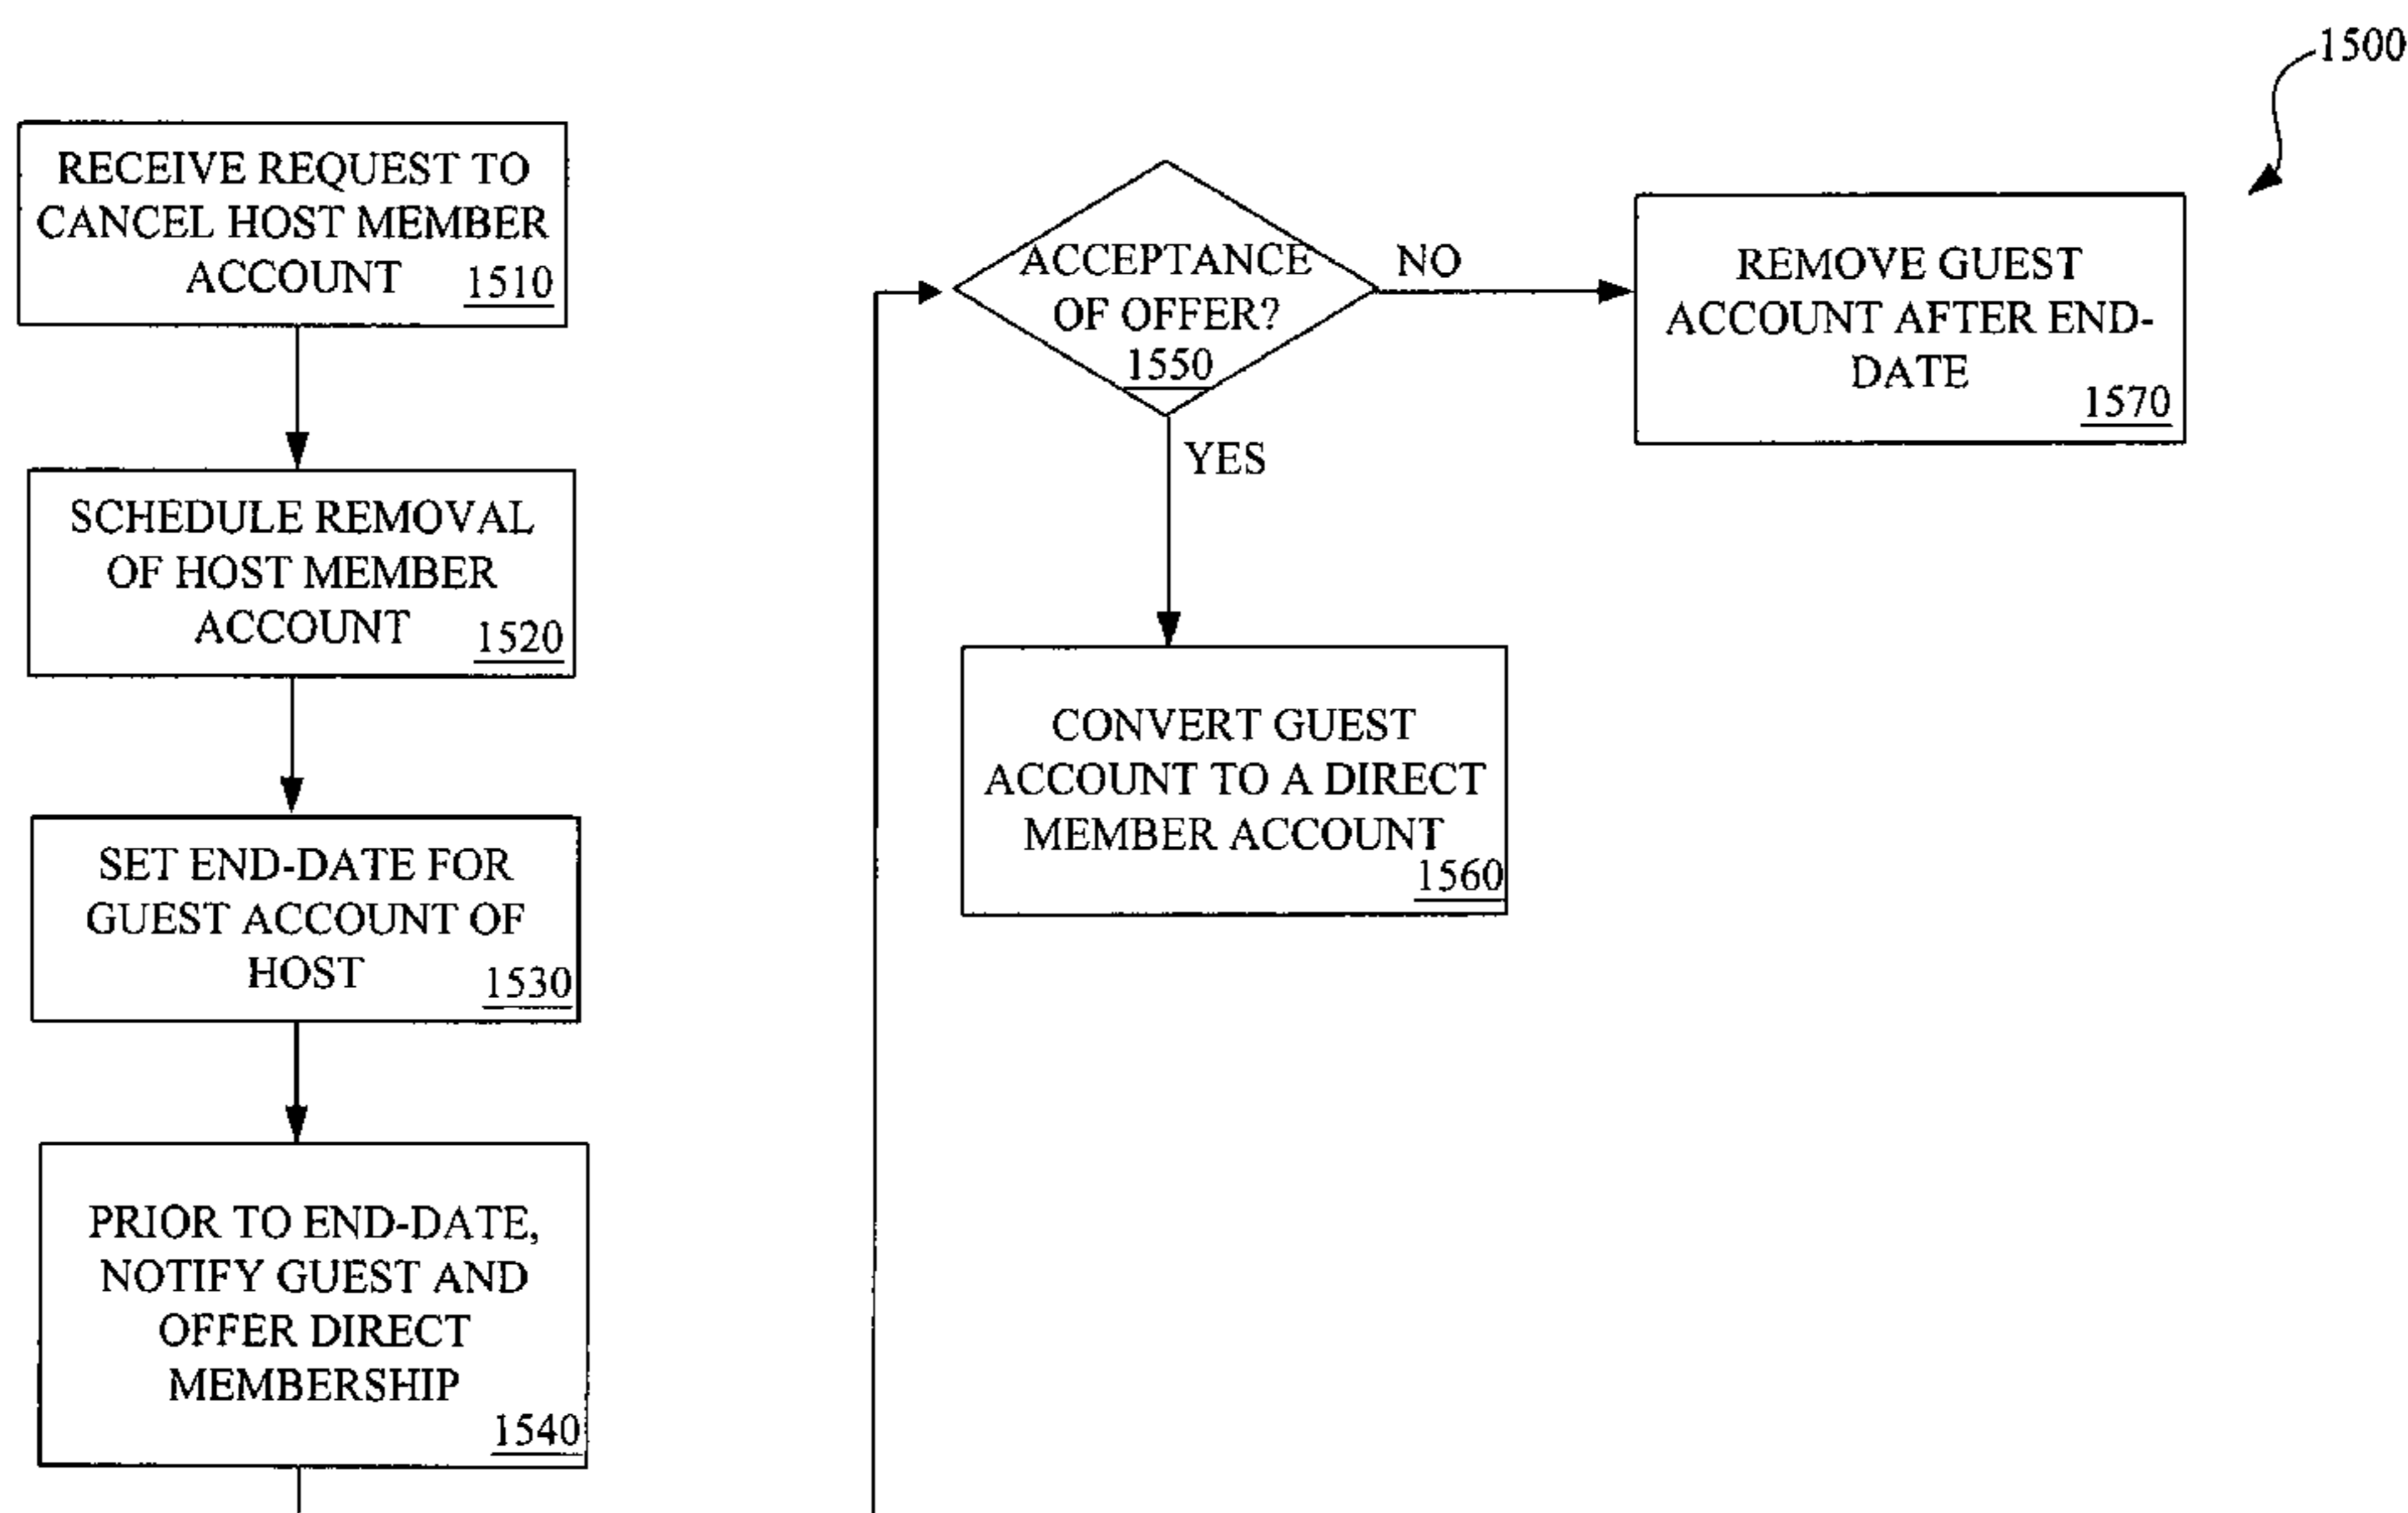 1500
RECEIVE REQUEST TO
CANCEL HOST MEMBER
ACCOUNT 1510
SCHEDULE REMOVAL
OF HOST MEMBER
ACCOUNT 1520
SET END-DATE FOR
GUEST ACCOUNT OF
HOST 1530
PRIOR TO END-DATE,
NOTIFY GUEST AND
OFFER DIRECT
MEMBERSHIP
1540
ACCEPTANCE
OF OFFER?
1550
NO
YES
CONVERT GUEST
ACCOUNT TO A DIRECT
MEMBER ACCOUNT
1560
REMOVE GUEST
ACCOUNT AFTER END-
DATE
1570